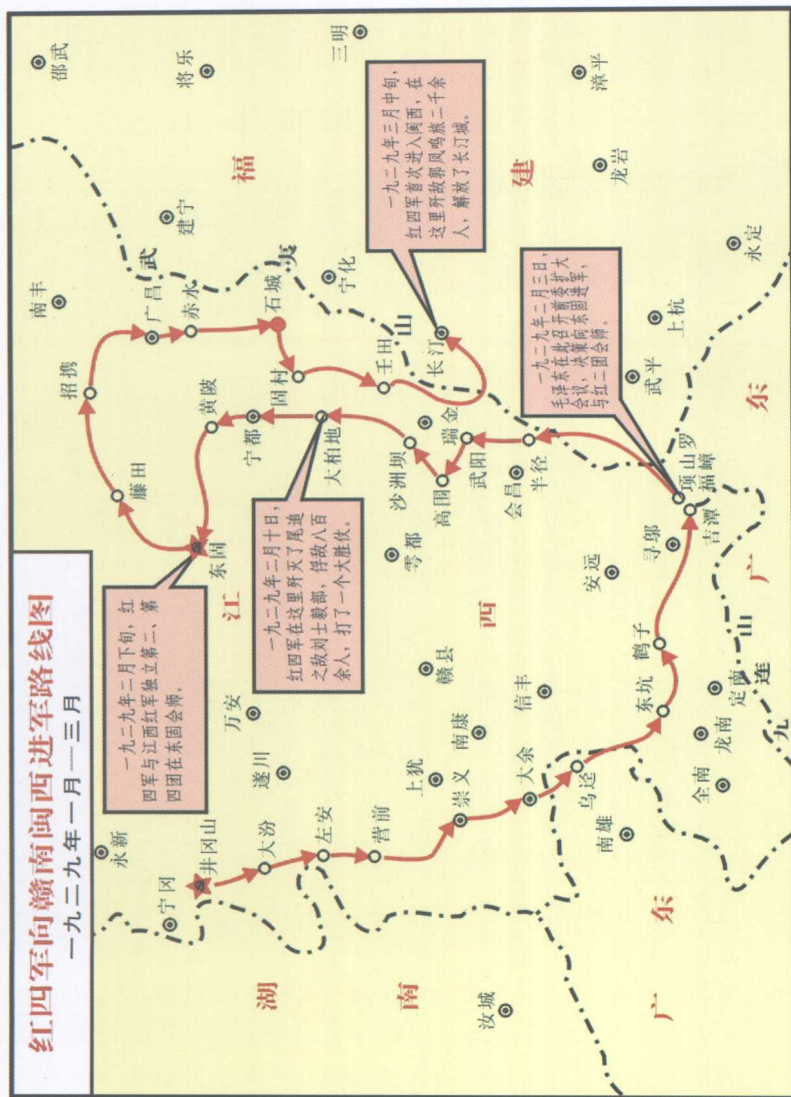 红四军向赣南闽西进军路线图
一九二九年一月——三月
一九二九年二月下旬，红
四军与江西红军独立第二、第
四团在东固会师。
一九二九年二月十日，
红四军在这里歼灭了尾追
之敌刘士毅部，俘敌八百
余人，打了一个大胜仗。
一九二九年三月中旬，
红四军首次进入闽西，在
这里歼敌郭凤鸣旅二千余
人，解放了长汀城。
一九二九年二月三日，
毛泽东在此召开前委扩大
会议，决策向东固进军，
与红二团会师。
永新
宁冈
井冈山
遂川
万安
大汾
左安
营前
上犹
崇义
南康
赣县
大余
信丰
乌迳
南雄
汝城
东坑
鹤子
全南
龙南
定南
安远
寻邬
吉潭
项山罗
福嶂
会昌
半径
武阳
瑞金
高围
沙洲坝
雩都
大柏地
宁都
黄陂
东固
藤田
招携
南丰
广昌
赤水
石城
固村
壬田
长汀
宁化
建宁
邵武
将乐
三明
漳平
龙岩
永定
上杭
武平
湖
南
江
西
福
建
广
东
广
东
武
夷
山
九
连
山